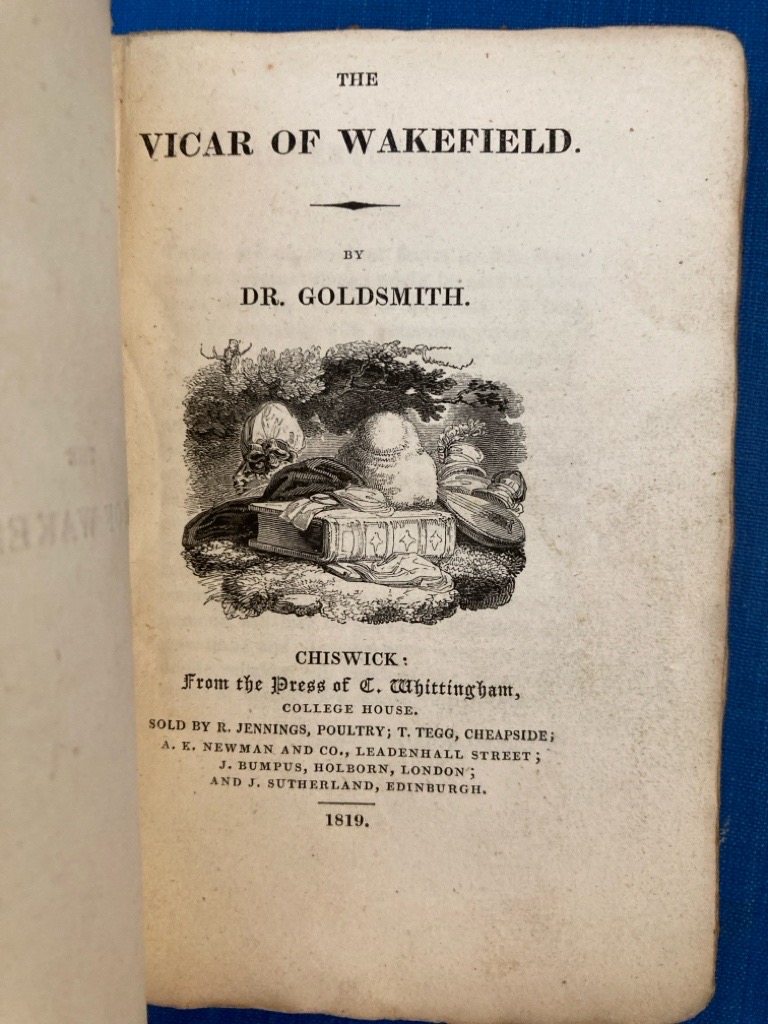 THE
VICAR OF WAKEFIELD.
BY
DR. GOLDSMITH.
CHISWICK:
From the Press of C. Whittingham,
COLLEGE HOUSE.
SOLD BY R. JENNINGS, POULTRY; T. TEGG, CHEAPSIDE;
A. K. NEWMAN AND CO., LEADENHALL STREET;
J. BUMPUS, HOLBORN, LONDON;
AND J. SUTHERLAND, EDINBURGH.
1819.